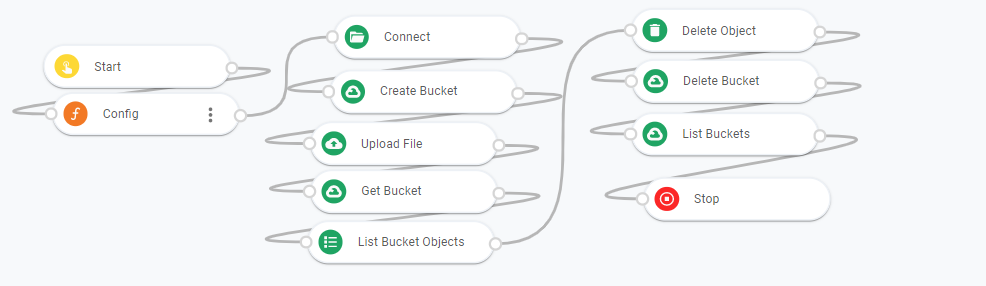 Start
Config
Connect
Create Bucket
Upload File
Get Bucket
List Bucket Objects
Delete Object
Delete Bucket
List Buckets
Stop